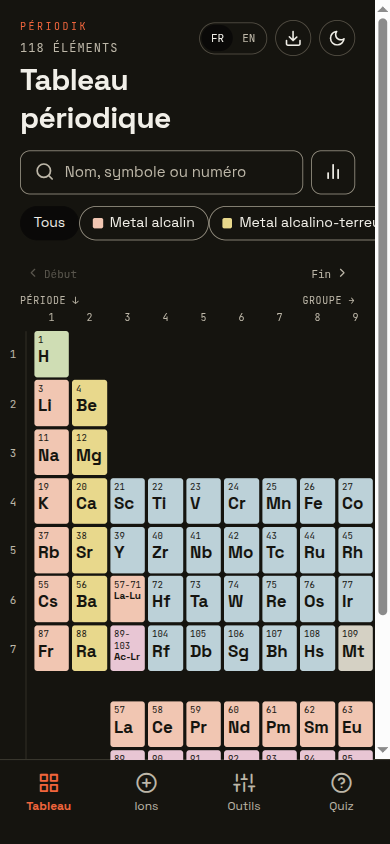 PÉRIODIK
118 ÉLÉMENTS
FR EN
Tableau
périodique
Nom, symbole ou numéro
Tous Metal alcalin Metal alcalino-terreu
Début Fin
PÉRIODE ↓ GROUPE →
1 2 3 4 5 6 7 8 9
1
1
H
2
3 4
Li Be
3
11 12
Na Mg
4
19 20 21 22 23 24 25 26 27
K Ca Sc Ti V Cr Mn Fe Co
5
37 38 39 40 41 42 43 44 45
Rb Sr Y Zr Nb Mo Tc Ru Rh
6
55 56 57-71 72 73 74 75 76 77
Cs Ba La-Lu Hf Ta W Re Os Ir
7
87 88 89-103 104 105 106 107 108 109
Fr Ra Ac-Lr Rf Db Sg Bh Hs Mt
57 58 59 60 61 62 63
La Ce Pr Nd Pm Sm Eu
89 90 91 92 93 94 95
Tableau Ions Outils Quiz